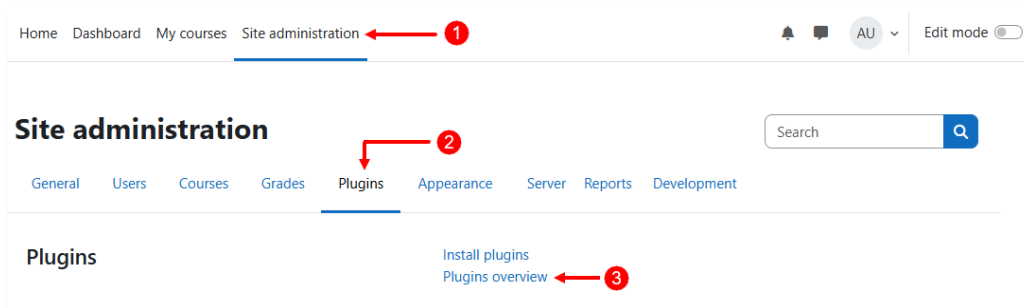 Home Dashboard My courses Site administration 1 AU Edit mode
Site administration Search
2
General Users Courses Grades Plugins Appearance Server Reports Development
Plugins Install plugins
Plugins overview 3